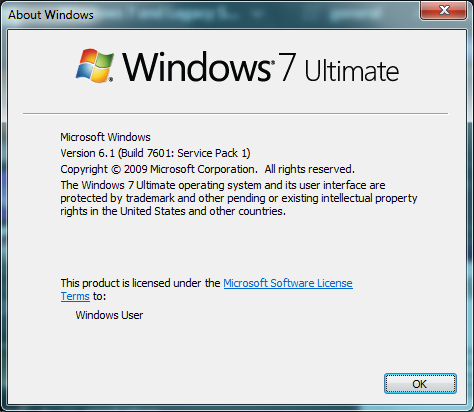 About Windows
Windows® 7 Ultimate
Microsoft Windows
Version 6.1 (Build 7601: Service Pack 1)
Copyright © 2009 Microsoft Corporation.  All rights reserved.
The Windows 7 Ultimate operating system and its user interface are
protected by trademark and other pending or existing intellectual property
rights in the United States and other countries.
This product is licensed under the Microsoft Software License
Terms to:
Windows User
OK